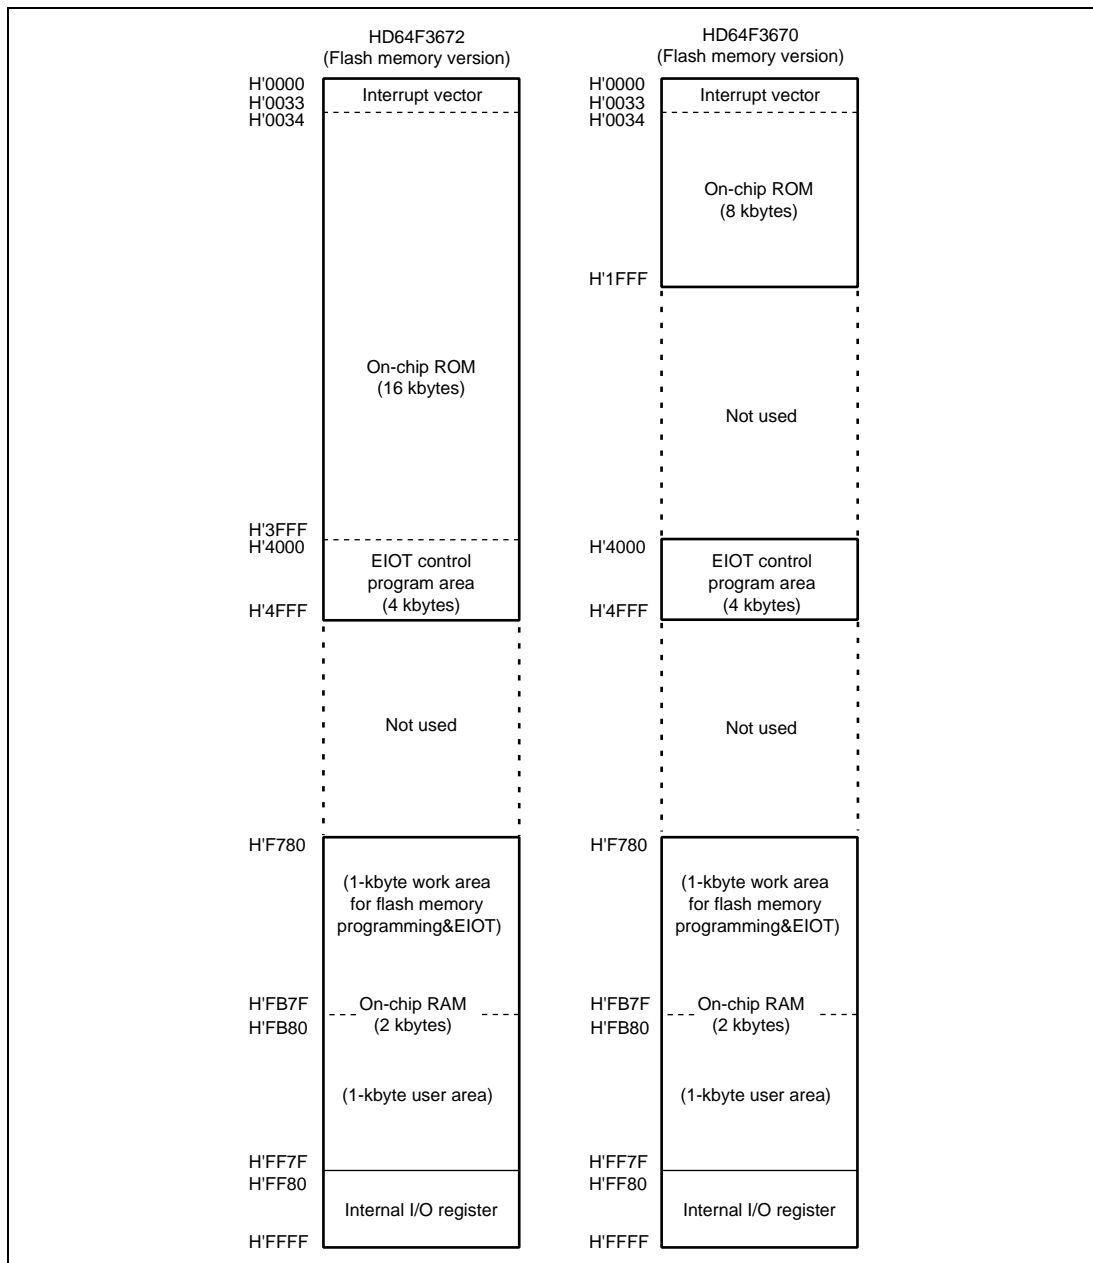 HD64F3672
(Flash memory version)
H'0000
Interrupt vector
H'0033
H'0034
On-chip ROM
(16 kbytes)
H'3FFF
H'4000
EIOT control
program area
(4 kbytes)
H'4FFF
Not used
H'F780
(1-kbyte work area
for flash memory
programming&EIOT)
H'FB7F
On-chip RAM
(2 kbytes)
H'FB80
(1-kbyte user area)
H'FF7F
H'FF80
Internal I/O register
H'FFFF
HD64F3670
(Flash memory version)
H'0000
Interrupt vector
H'0033
H'0034
On-chip ROM
(8 kbytes)
H'1FFF
Not used
H'4000
EIOT control
program area
(4 kbytes)
H'4FFF
Not used
H'F780
(1-kbyte work area
for flash memory
programming&EIOT)
H'FB7F
On-chip RAM
(2 kbytes)
H'FB80
(1-kbyte user area)
H'FF7F
H'FF80
Internal I/O register
H'FFFF